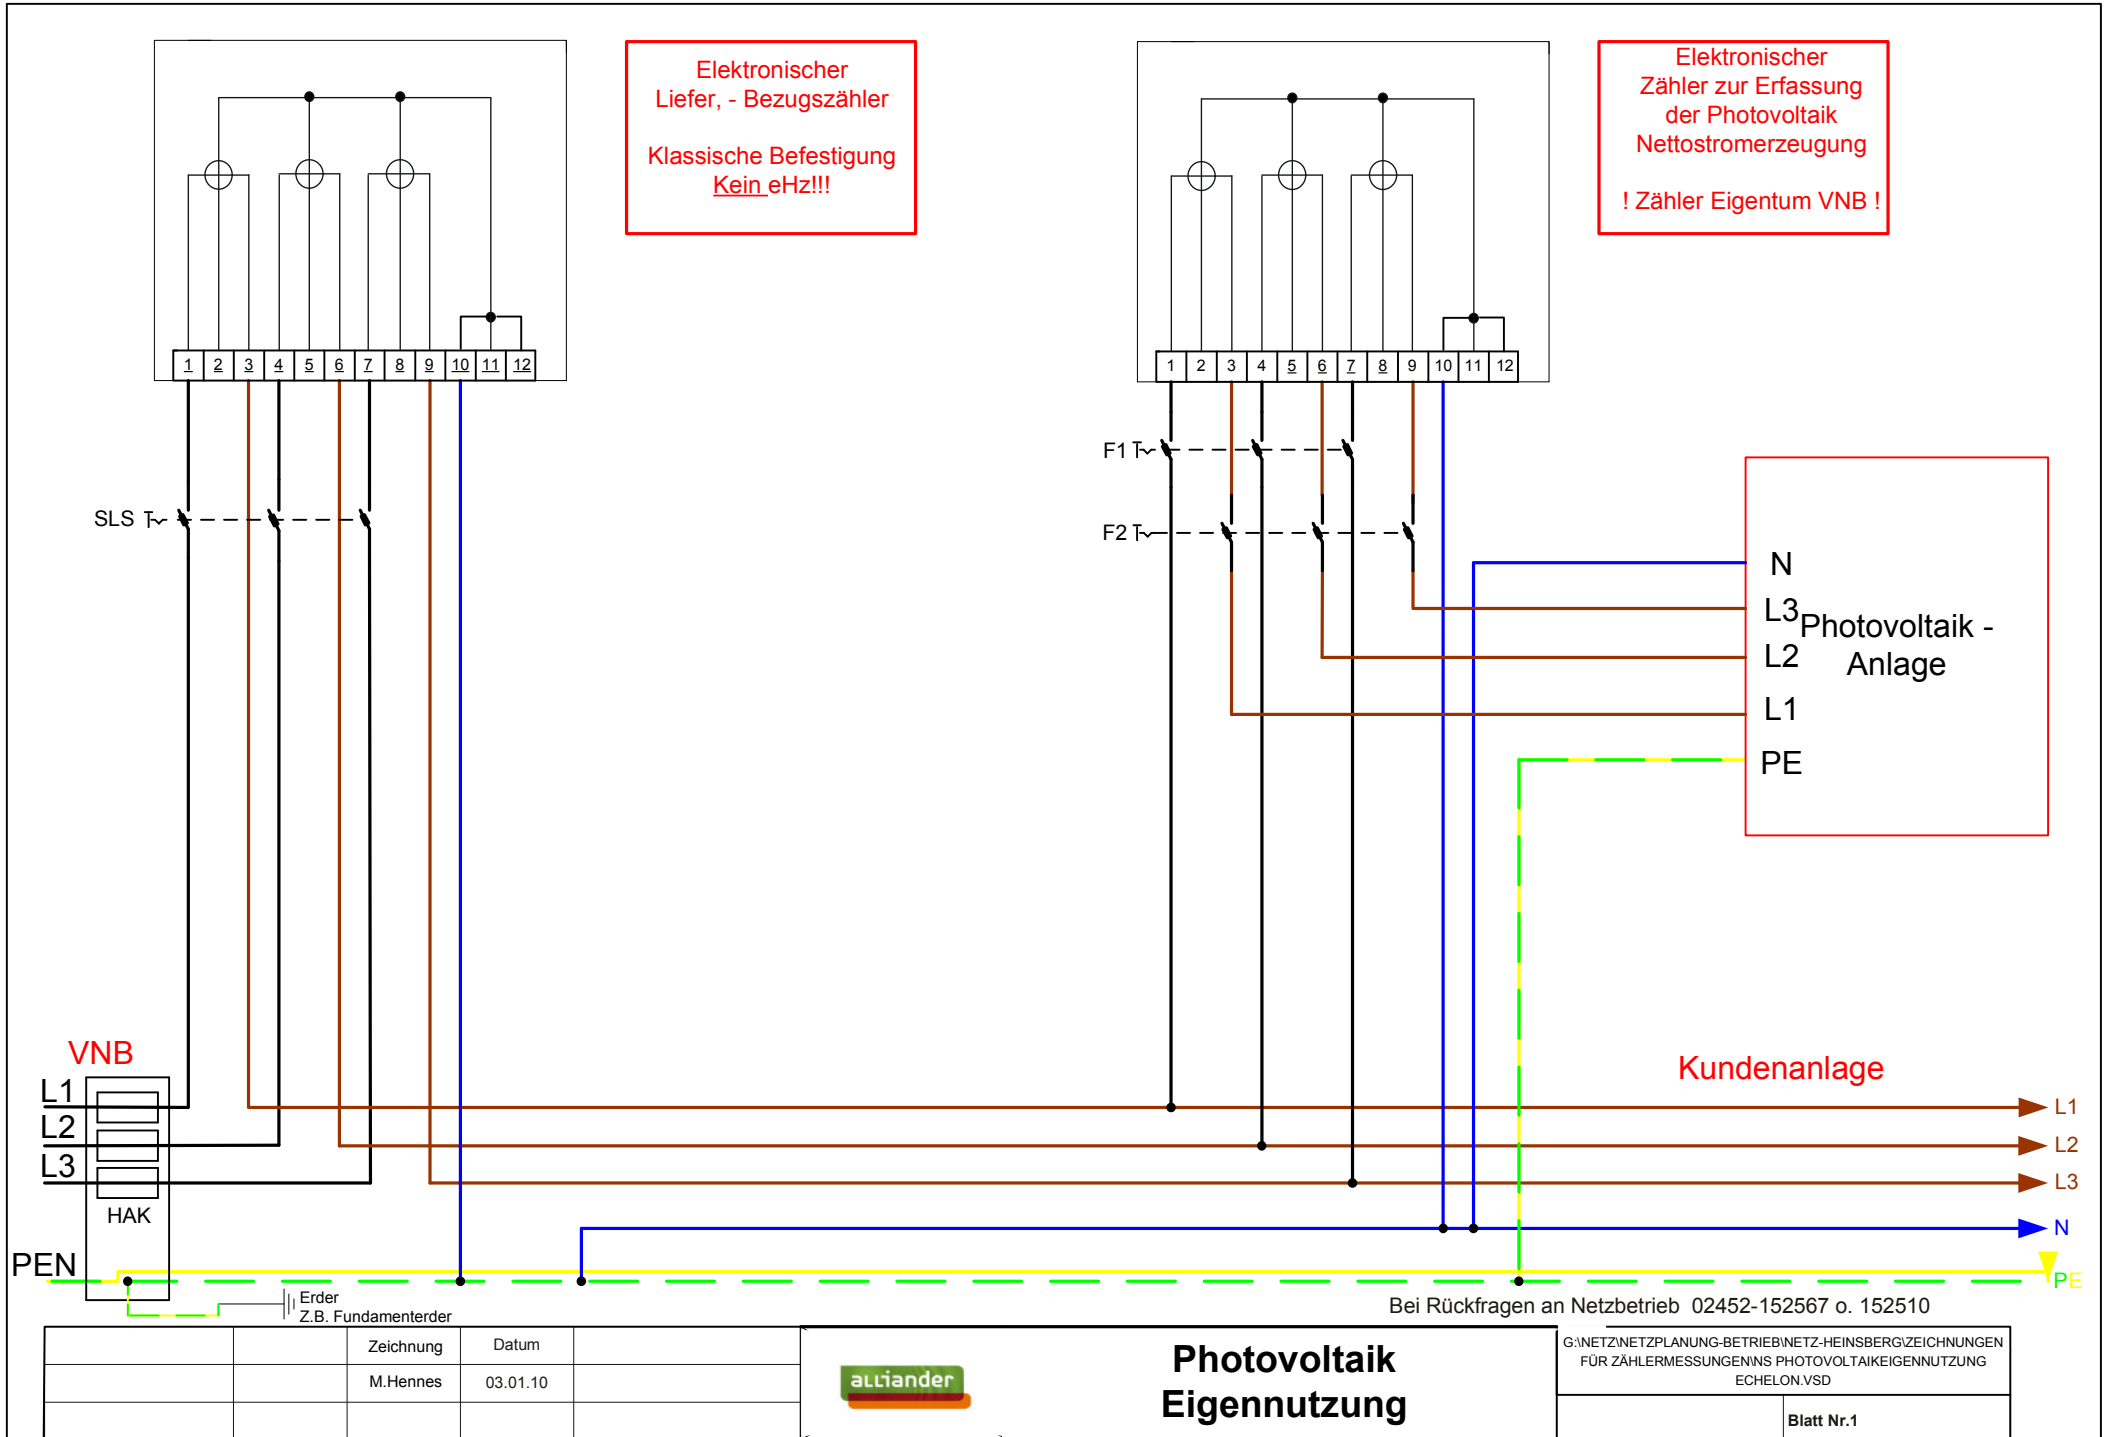 Elektronischer
Liefer, - Bezugszähler
Klassische Befestigung
Kein eHz!!!
Elektronischer
Zähler zur Erfassung
der Photovoltaik
Nettostromerzeugung
! Zähler Eigentum VNB !
1 2 3 4 5 6 7 8 9 10 11 12
1 2 3 4 5 6 7 8 9 10 11 12
F1
SLS
F2
N
L3
Photovoltaik -
Anlage
L2
L1
PE
VNB
Kundenanlage
L1
L2
L3
HAK
PEN
L1
L2
L3
N
PE
Erder
Z.B. Fundamenterder
Bei Rückfragen an Netzbetrieb 02452-152567 o. 152510
Zeichnung Datum
M.Hennes 03.01.10
alliander
Photovoltaik
Eigennutzung
G:\NETZ\NETZPLANUNG-BETRIEB\NETZ-HEINSBERG\ZEICHNUNGEN
FÜR ZÄHLERMESSUNGEN\NS PHOTOVOLTAIKEIGENNUTZUNG
ECHELON.VSD
Blatt Nr.1